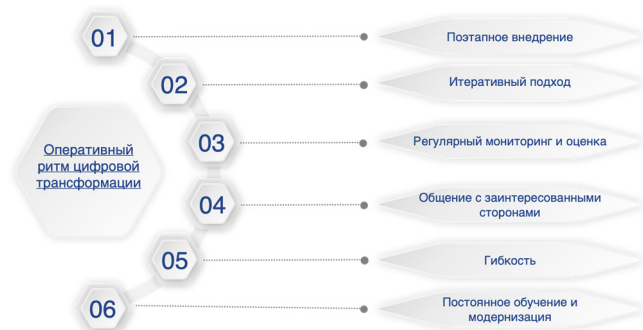 01
Поэтапное внедрение
02
Итеративный подход
03
Регулярный мониторинг и оценка
Оперативный
ритм цифровой
трансформации
04
Общение с заинтересованными
сторонами
05
Гибкость
06
Постоянное обучение и
модернизация